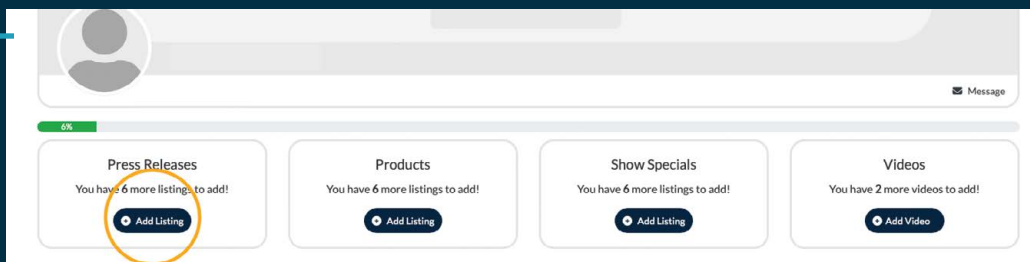 Message
6%
Press Releases
You have 6 more listings to add!
Add Listing
Products
You have 6 more listings to add!
Add Listing
Show Specials
You have 6 more listings to add!
Add Listing
Videos
You have 2 more videos to add!
Add Video